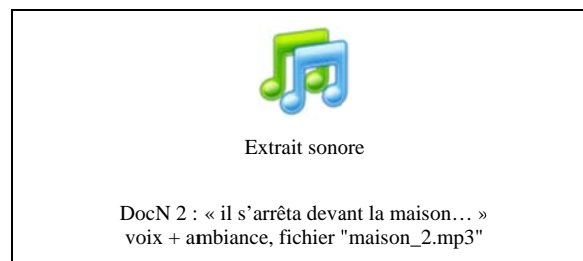 Extrait sonore
DocN 2 : « il s'arrêta devant la maison… »
voix + ambiance, fichier "maison_2.mp3"